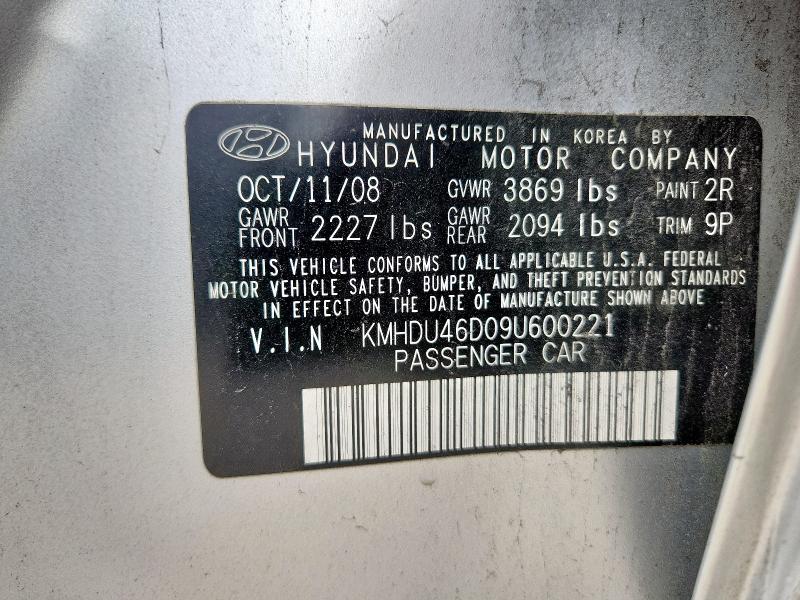 MANUFACTURED IN KOREA BY
HYUNDAI MOTOR COMPANY
OCT/11/08 GVWR 3869 lbs PAINT 2R
GAWR FRONT 2227 lbs GAWR REAR 2094 lbs TRIM 9P
THIS VEHICLE CONFORMS TO ALL APPLICABLE U.S.A. FEDERAL
MOTOR VEHICLE SAFETY, BUMPER, AND THEFT PREVENTION STANDARDS
IN EFFECT ON THE DATE OF MANUFACTURE SHOWN ABOVE
V.I.N KMHDU46D09U600221
PASSENGER CAR